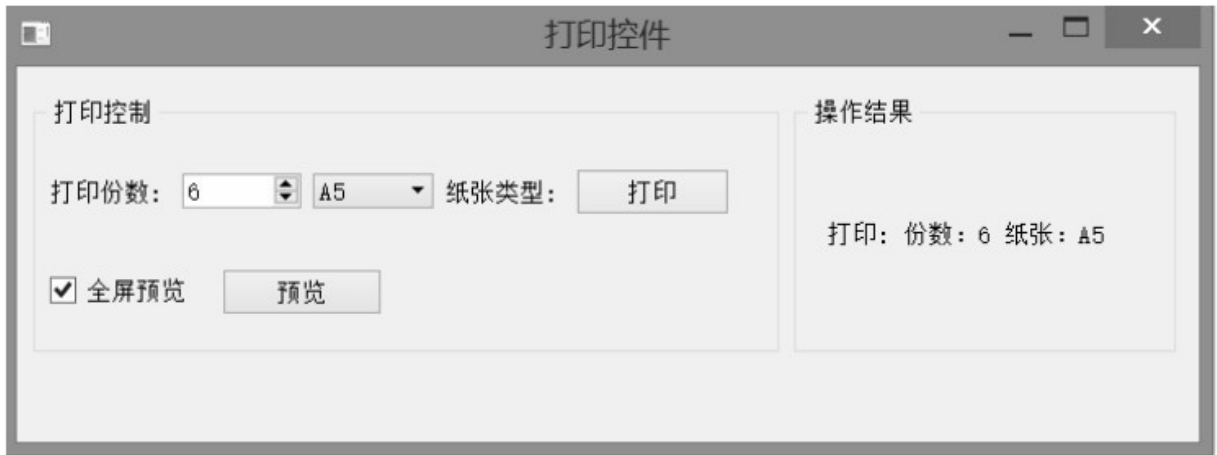 打印控件
打印控制
操作结果
打印份数: 6 A5 纸张类型: 打印
打印: 份数: 6 纸张: A5
全屏预览 预览